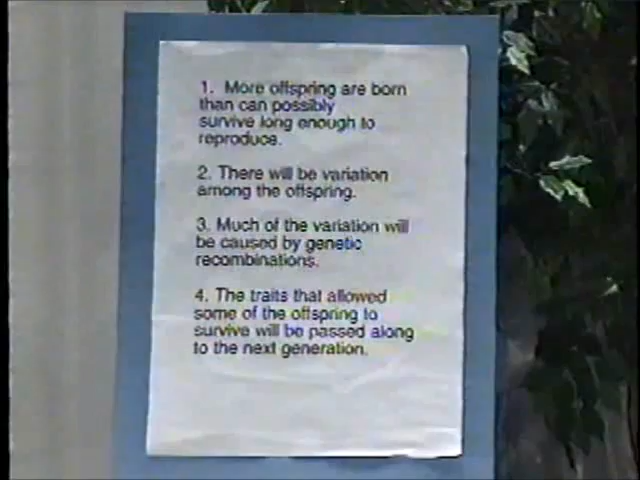 1. More offspring are born
than can possibly
survive long enough to
reproduce.
2. There will be variation
among the offspring.
3. Much of the variation will
be caused by genetic
recombinations.
4. The traits that allowed
some of the offspring to
survive will be passed along
to the next generation.